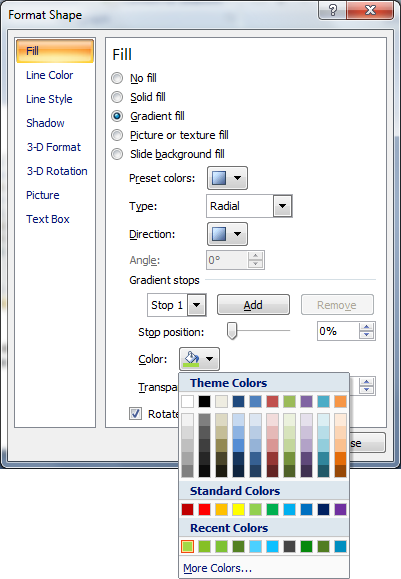 Format Shape
Fill
Line Color
Line Style
Shadow
3-D Format
3-D Rotation
Picture
Text Box
Fill
No fill
Solid fill
Gradient fill
Picture or texture fill
Slide background fill
Preset colors:
Type: Radial
Direction:
Angle: 0°
Gradient stops
Stop 1 Add Remove
Stop position: 0%
Color:
Transpa
Rotate
se
Theme Colors
Standard Colors
Recent Colors
More Colors...